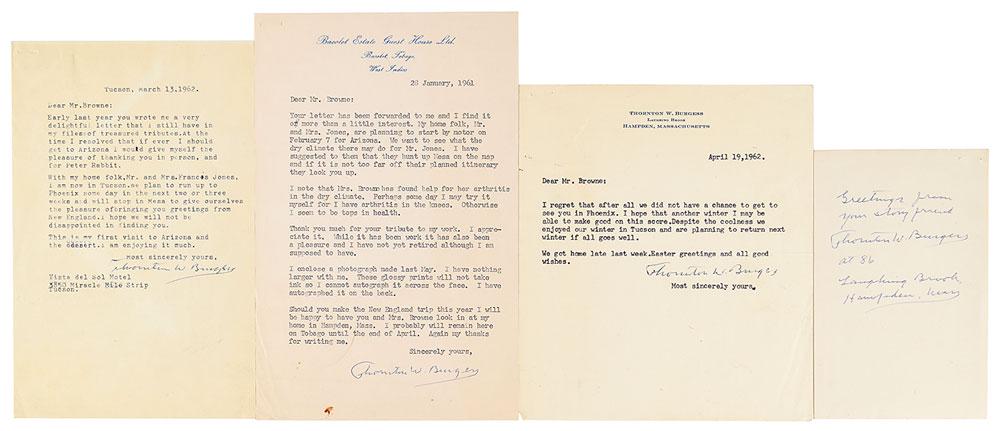 Tucson, march 13.1962.
Dear Mr.Browne:
Early last year you wrote me a very
delightful letter that I still have in
my filesof treasured tributes.At the
time I resolved that if ever I should
get to Arizona I would give myself the
pleasure of thanking you in person, and
for Peter Rabbit.
With my home folk,Mr. and Mrs.Francis Jones,
I am now in Tucson.We plan to run up to
Phoenix some day in the next two or three
weeks and will stop in Mesa to give ourselves
the pleasure ofbringing you greetings from
New England.I hope we will not be
disappointed in finding you.
This is my first visit to Arizona and
the desert.I am enjoying it much.
most sincerely yours,
Thornton W Burgess
Vista del Sol Motel
3350 Miracle Mile Strip
Tucson.
Bacolet Estate Guest House Ltd.
Bacolet, Tobago,
West Indies
28 January, 1961
Dear Mr. Browne:
Your letter has been forwarded to me and I find it
of more than a little interest. My home folk, Mr.
and Mrs. Jones, are planning to start by motor on
February 7 for Arizona. We want to see what the
dry climate there may do for Mr. Jones. I have
suggested to them that they hunt up Mesa on the map
and if it is not too far off their planned itinerary
they look you up.
I note that Mrs. Brown has found help for her arthritis
in the dry climate. Perhaps some day I may try it
myself for I have arthritis in the knees. Otherwise
I seem to be tops in health.
Thank you much for your tribute to my work. I appre-
ciate it. While it has been work it has also been
a pleasure and I have not yet retired although I am
supposed to have.
I enclose a photograph made last May. I have nothing
larger with me. These glossy prints will not take
ink so I cannot autograph it across the face. I have
autographed it on the back.
Should you make the New England trip this year I will
be happy to have you and Mrs. Browne look in at my
home in Hampden, Mass. I probably will remain here
on Tobago until the end of April. Again my thanks
for writing me.
Sincerely yours,
Thornton W. Burgess
THORNTON W. BURGESS
LAUGHING BROOK
HAMPDEN, MASSACHUSETTS
April 19,1962.
Dear Mr. Browne:
I regret that after all we did not have a chance to get to
see you in Phoenix. I hope that another winter I may be
able to make good on this score.Despite the coolness we
enjoyed our winter in Tucson and are planning to return next
winter if all goes well.
We got home late last week.Easter greetings and all good
wishes.
Thornton W. Burgess
Most sincerely yours,
Greetings from
your story friend
Thornton W. Burgess
at 86
Laughing Brook
Hampden, Mass